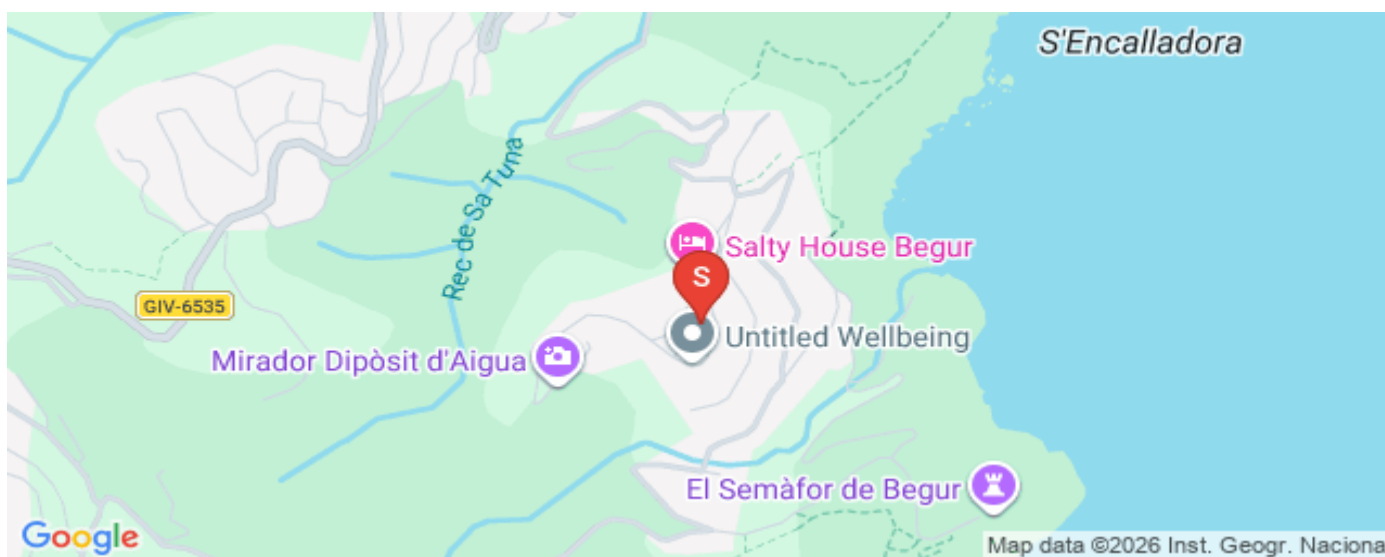 S'Encalladora
Rec de Sa Tuna
Salty House Begur
S
GIV-6535
Untitled Wellbeing
Mirador Dipòsit d'Aigua
El Semàfor de Begur
Google
Map data ©2026 Inst. Geogr. Naciona